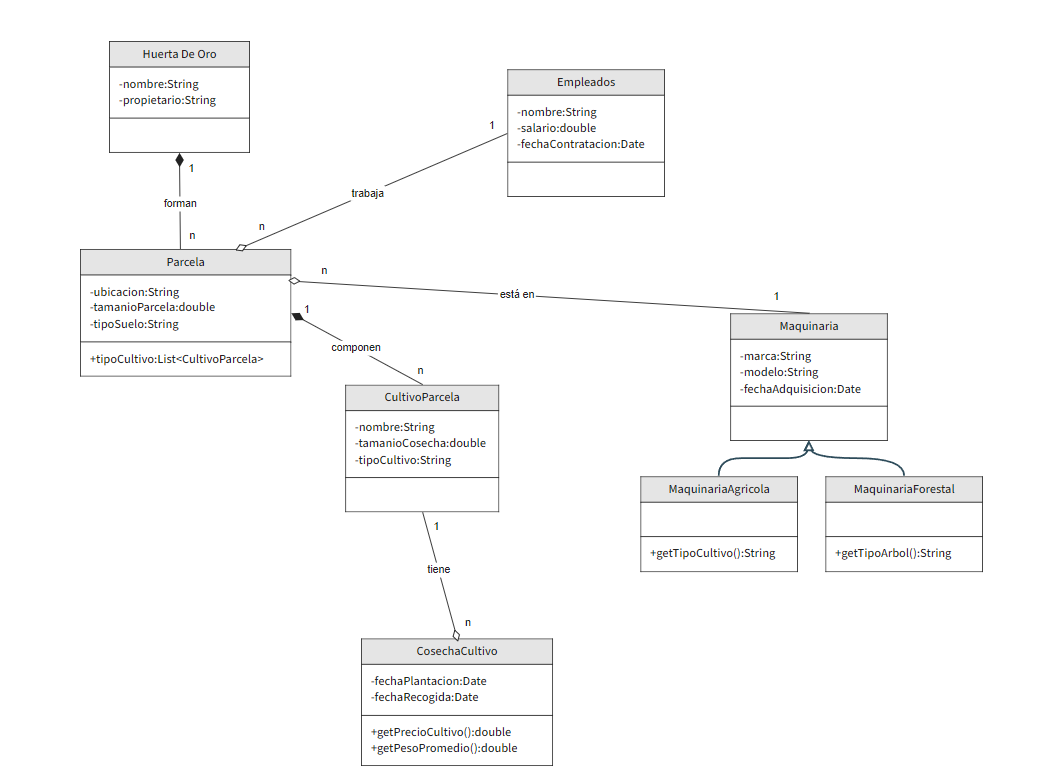 Huerta De Oro
-nombre:String
-propietario:String
1
forman
n
Empleados
-nombre:String
-salario:double
-fechaContratacion:Date
1
trabaja
n
Parcela
-ubicacion:String
-tamanioParcela:double
-tipoSuelo:String
+tipoCultivo:List<CultivoParcela>
n
está en
1
Maquinaria
-marca:String
-modelo:String
-fechaAdquisicion:Date
1
componen
n
CultivoParcela
-nombre:String
-tamanioCosecha:double
-tipoCultivo:String
MaquinariaAgricola
+getTipoCultivo():String
MaquinariaForestal
+getTipoArbol():String
1
tiene
n
CosechaCultivo
-fechaPlantacion:Date
-fechaRecogida:Date
+getPrecioCultivo():double
+getPesoPromedio():double